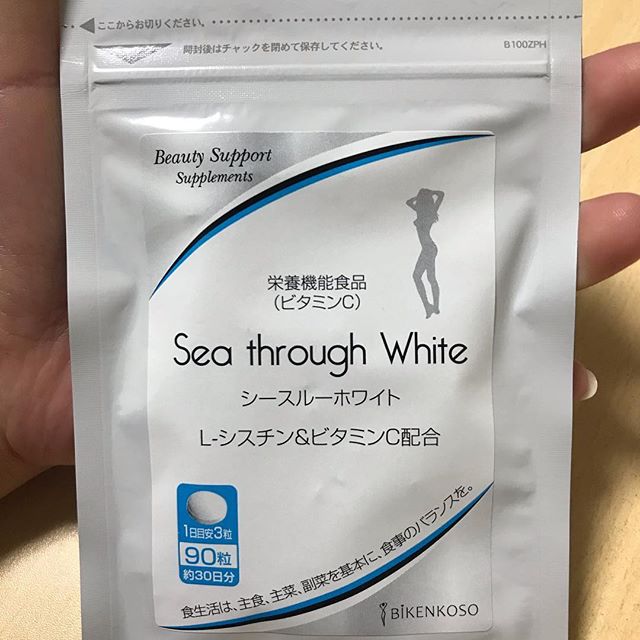 ここからお切りください。
開封後はチャックを閉めて保存してください。
B100ZPH
Beauty Support
Supplements
栄養機能食品
(ビタミンC)
Sea through White
シースルーホワイト
L-シスチン&ビタミンC配合
1日目安3粒
90粒
約30日分
食生活は、主食、主菜、副菜を基本に、食事のバランスを。
BIKENKOSO